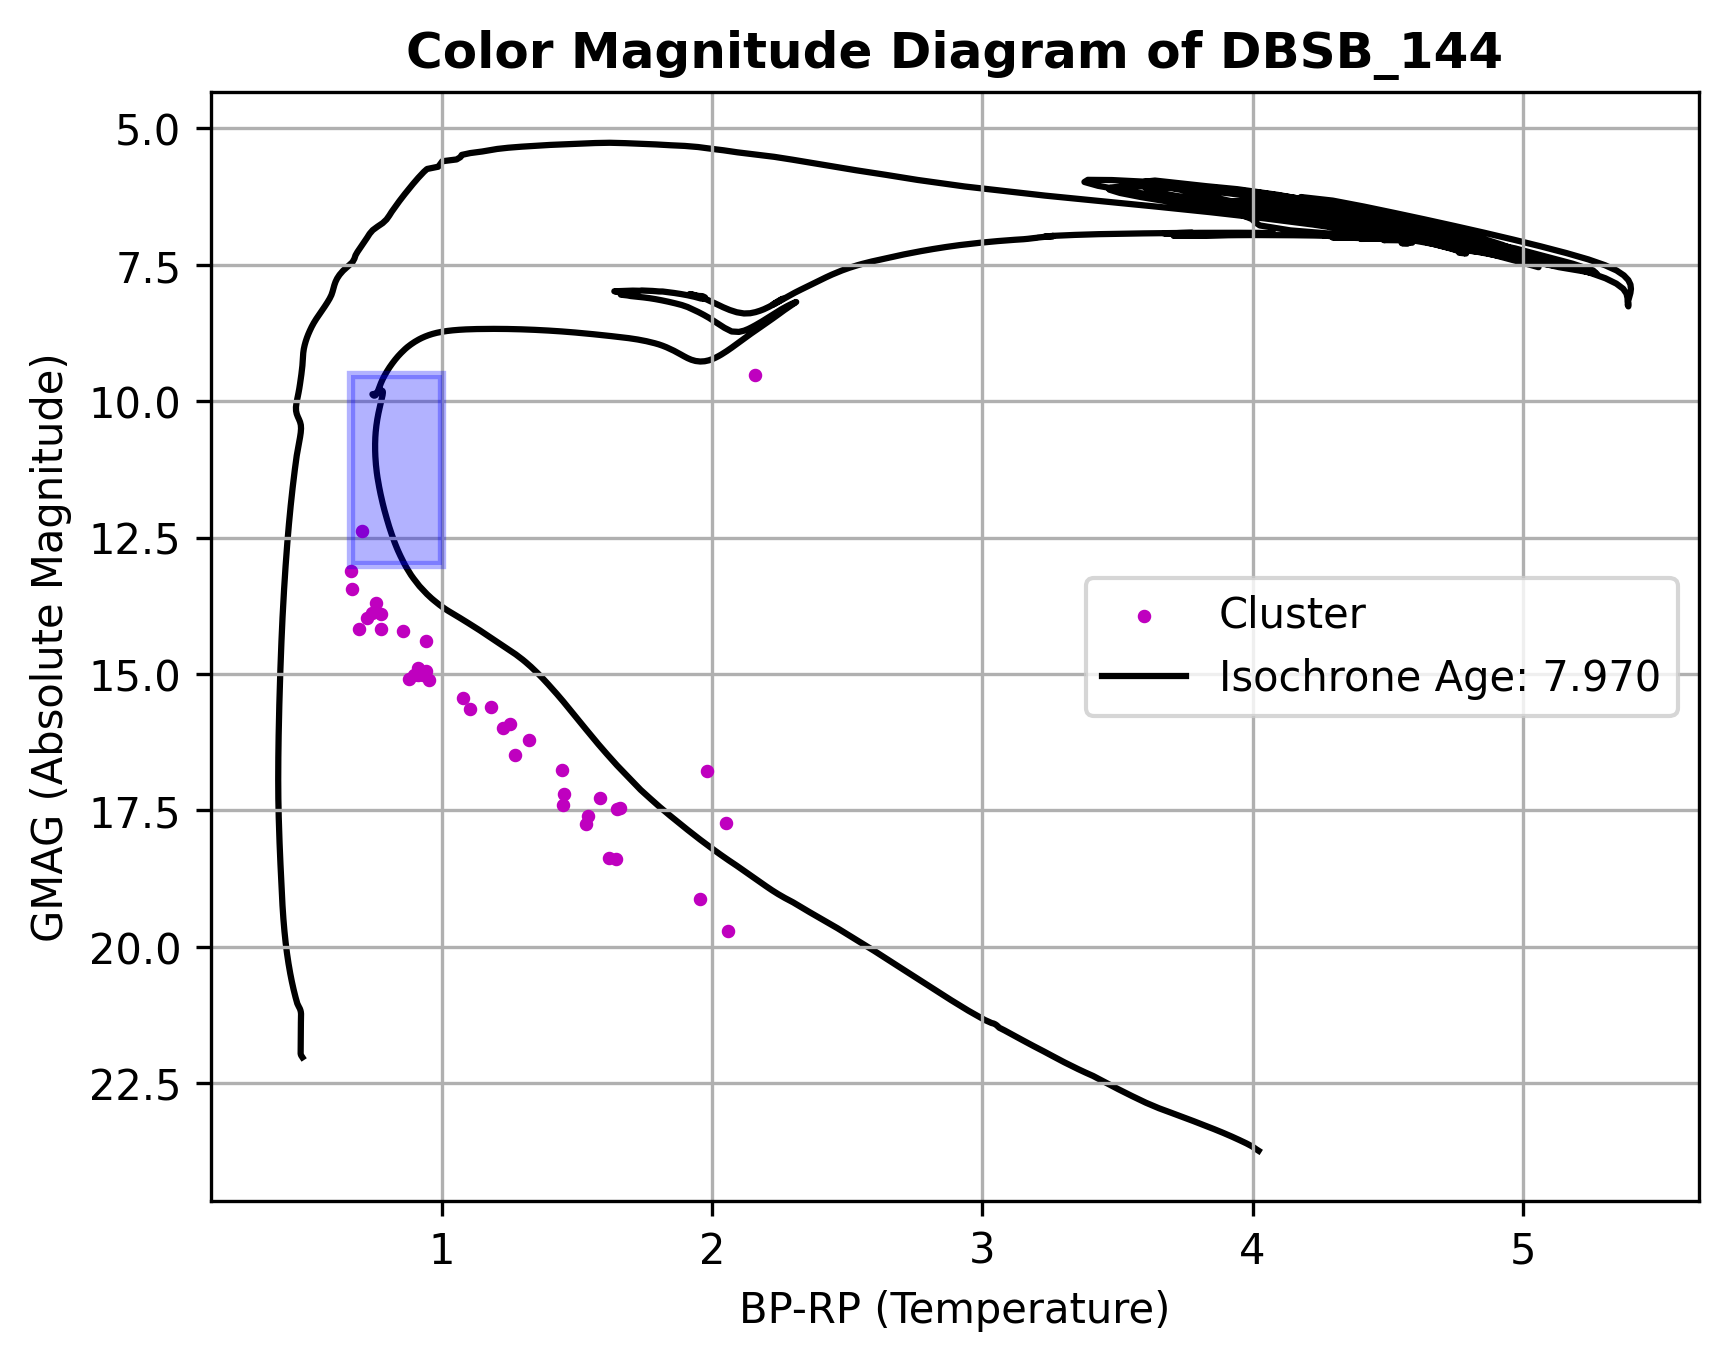 Color Magnitude Diagram of DBSB_144
GMAG (Absolute Magnitude)
5.0
7.5
10.0
12.5
15.0
17.5
20.0
22.5
Cluster
Isochrone Age: 7.970
1 2 3 4 5
BP-RP (Temperature)